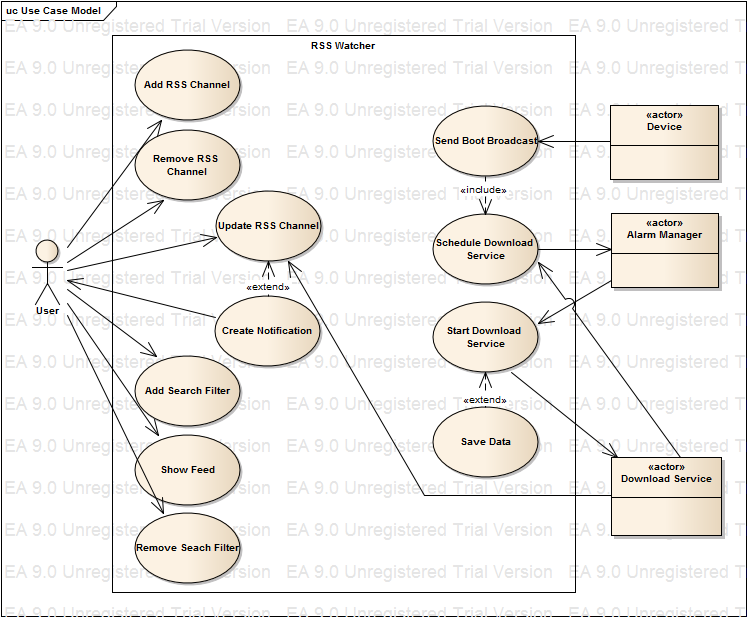 uc Use Case Model
EA 9.0 Unregistered Trial Version
RSS Watcher
Add RSS Channel
Remove RSS
Channel
Update RSS Channel
«extend»
Create Notification
User
Add Search Filter
Show Feed
Remove Seach Filter
Send Boot Broadcast
«include»
Schedule Download
Service
Start Download
Service
«extend»
Save Data
«actor»
Device
«actor»
Alarm Manager
«actor»
Download Service